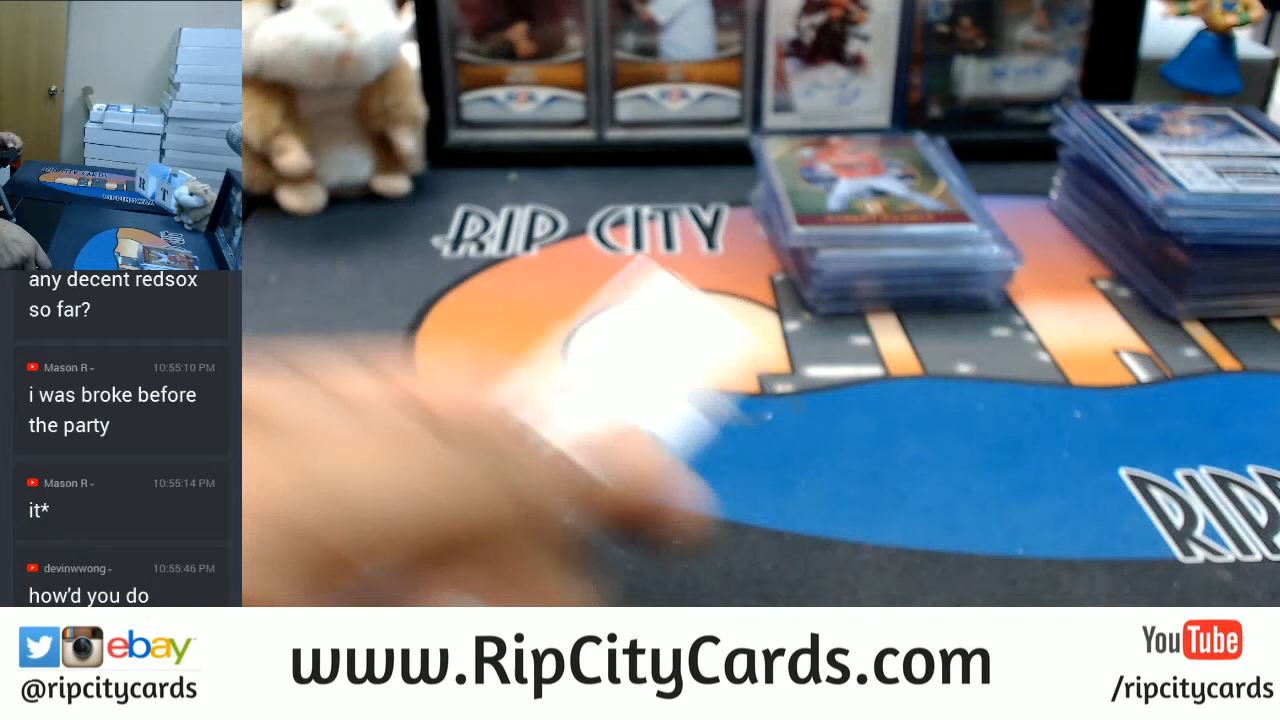 any decent redsox
so far?
Mason R
10:55:10 PM
i was broke before
the party
Mason R
10:55:14 PM
it*
devinwwong
10:55:46 PM
how'd you do
RIP CITY CARDS
RIP CITY
ebay
@ripcitycards
www.RipCityCards.com
YouTube
/ripcitycards